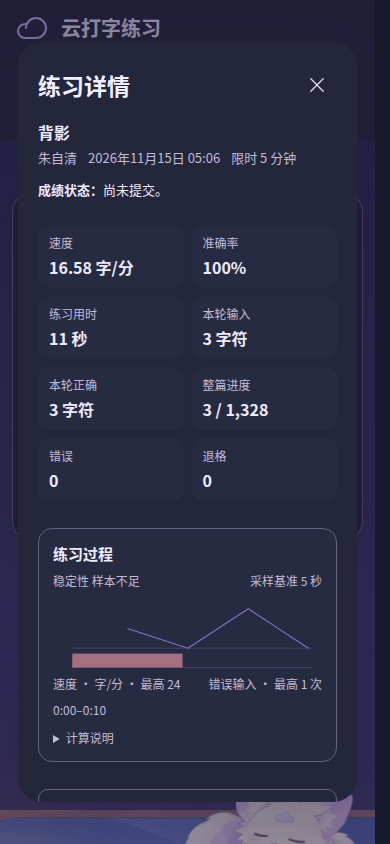 云打字练习
练习详情
背影
朱自清 2026年11月15日 05:06 限时 5 分钟
成绩状态：尚未提交。
速度 准确率
16.58 字/分 100%
练习用时 本轮输入
11 秒 3 字符
本轮正确 整篇进度
3 字符 3 / 1,328
错误 退格
0 0
练习过程
稳定性 样本不足 采样基准 5 秒
速度 · 字/分 · 最高 24 错误输入 · 最高 1 次
0:00–0:10
▶ 计算说明